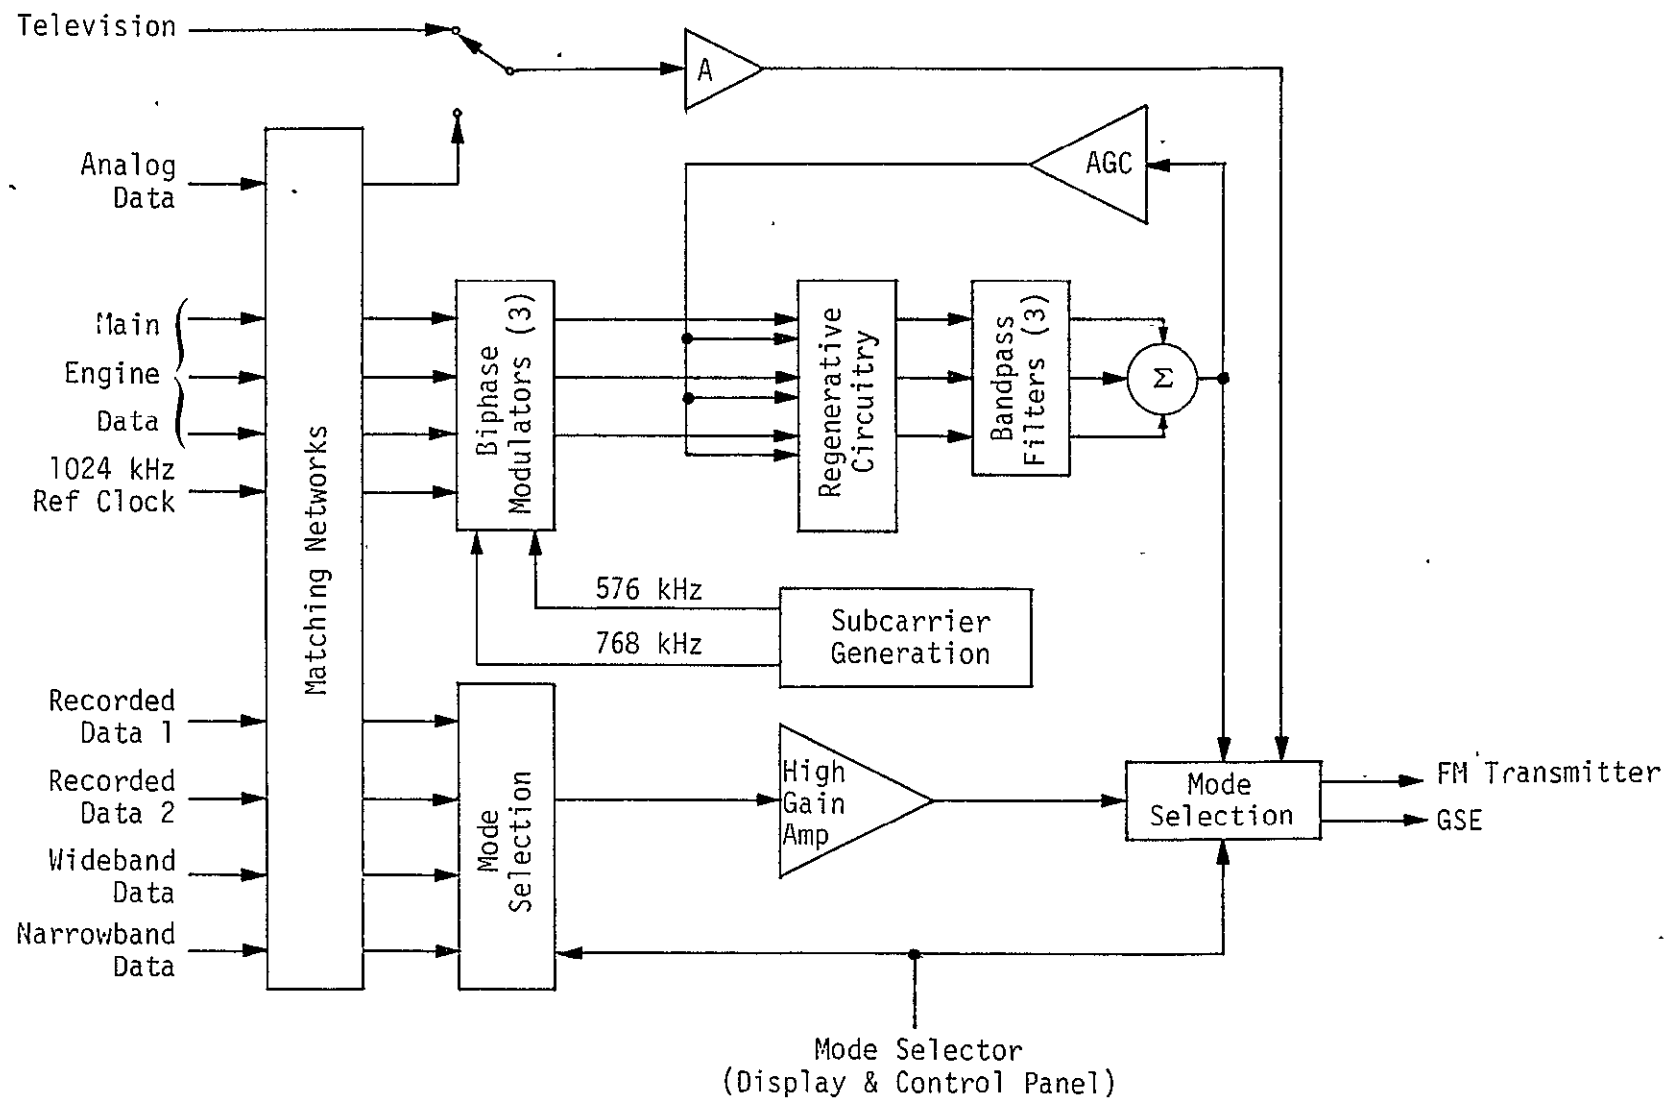 Television
A
Analog
Data
AGC
Main
Engine
Data
1024 kHz
Ref Clock
Matching Networks
Biphase
Modulators (3)
Regenerative
Circuitry
Bandpass
Filters (3)
Σ
576 kHz
768 kHz
Subcarrier
Generation
Recorded
Data 1
Recorded
Data 2
Wideband
Data
Narrowband
Data
Mode
Selection
High
Gain
Amp
Mode
Selection
FM Transmitter
GSE
Mode Selector
(Display & Control Panel)